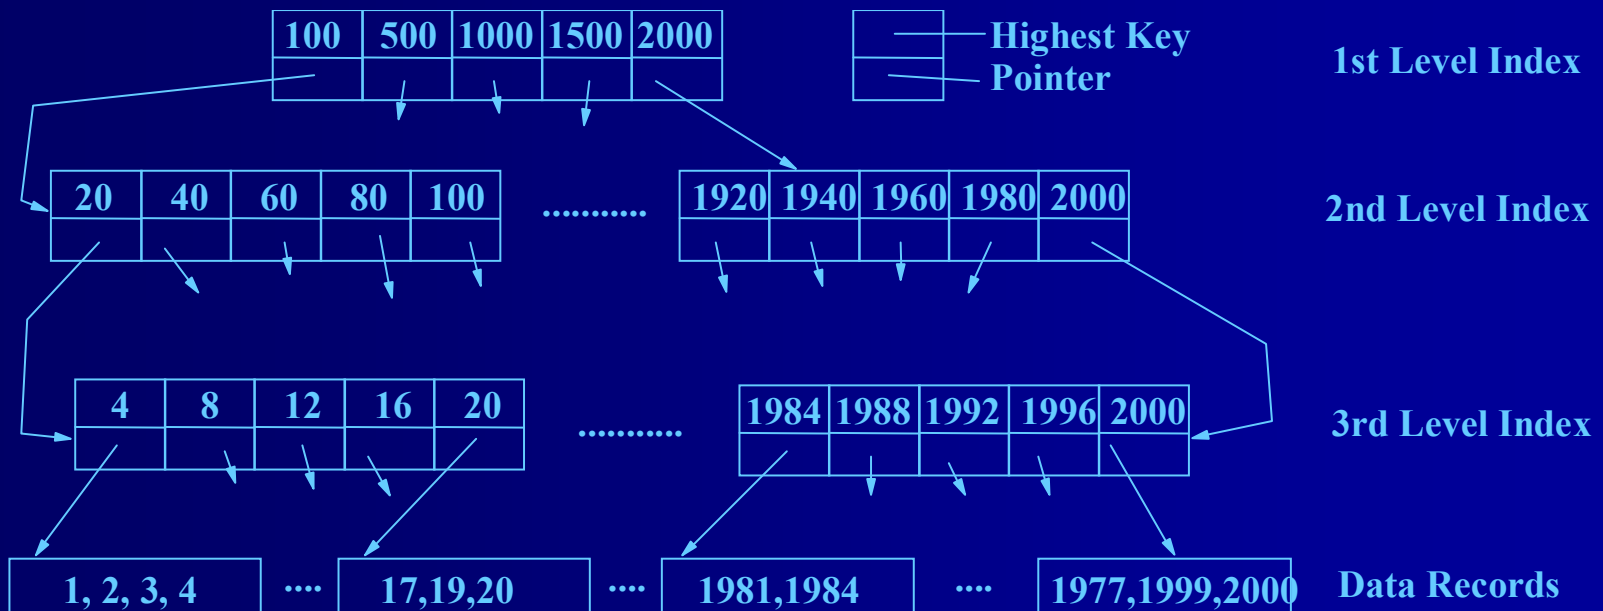 100 500 1000 1500 2000
Highest Key
Pointer
1st Level Index
20 40 60 80 100 ........... 1920 1940 1960 1980 2000
2nd Level Index
4 8 12 16 20 ........... 1984 1988 1992 1996 2000
3rd Level Index
1, 2, 3, 4 .... 17,19,20 .... 1981,1984 .... 1977,1999,2000
Data Records